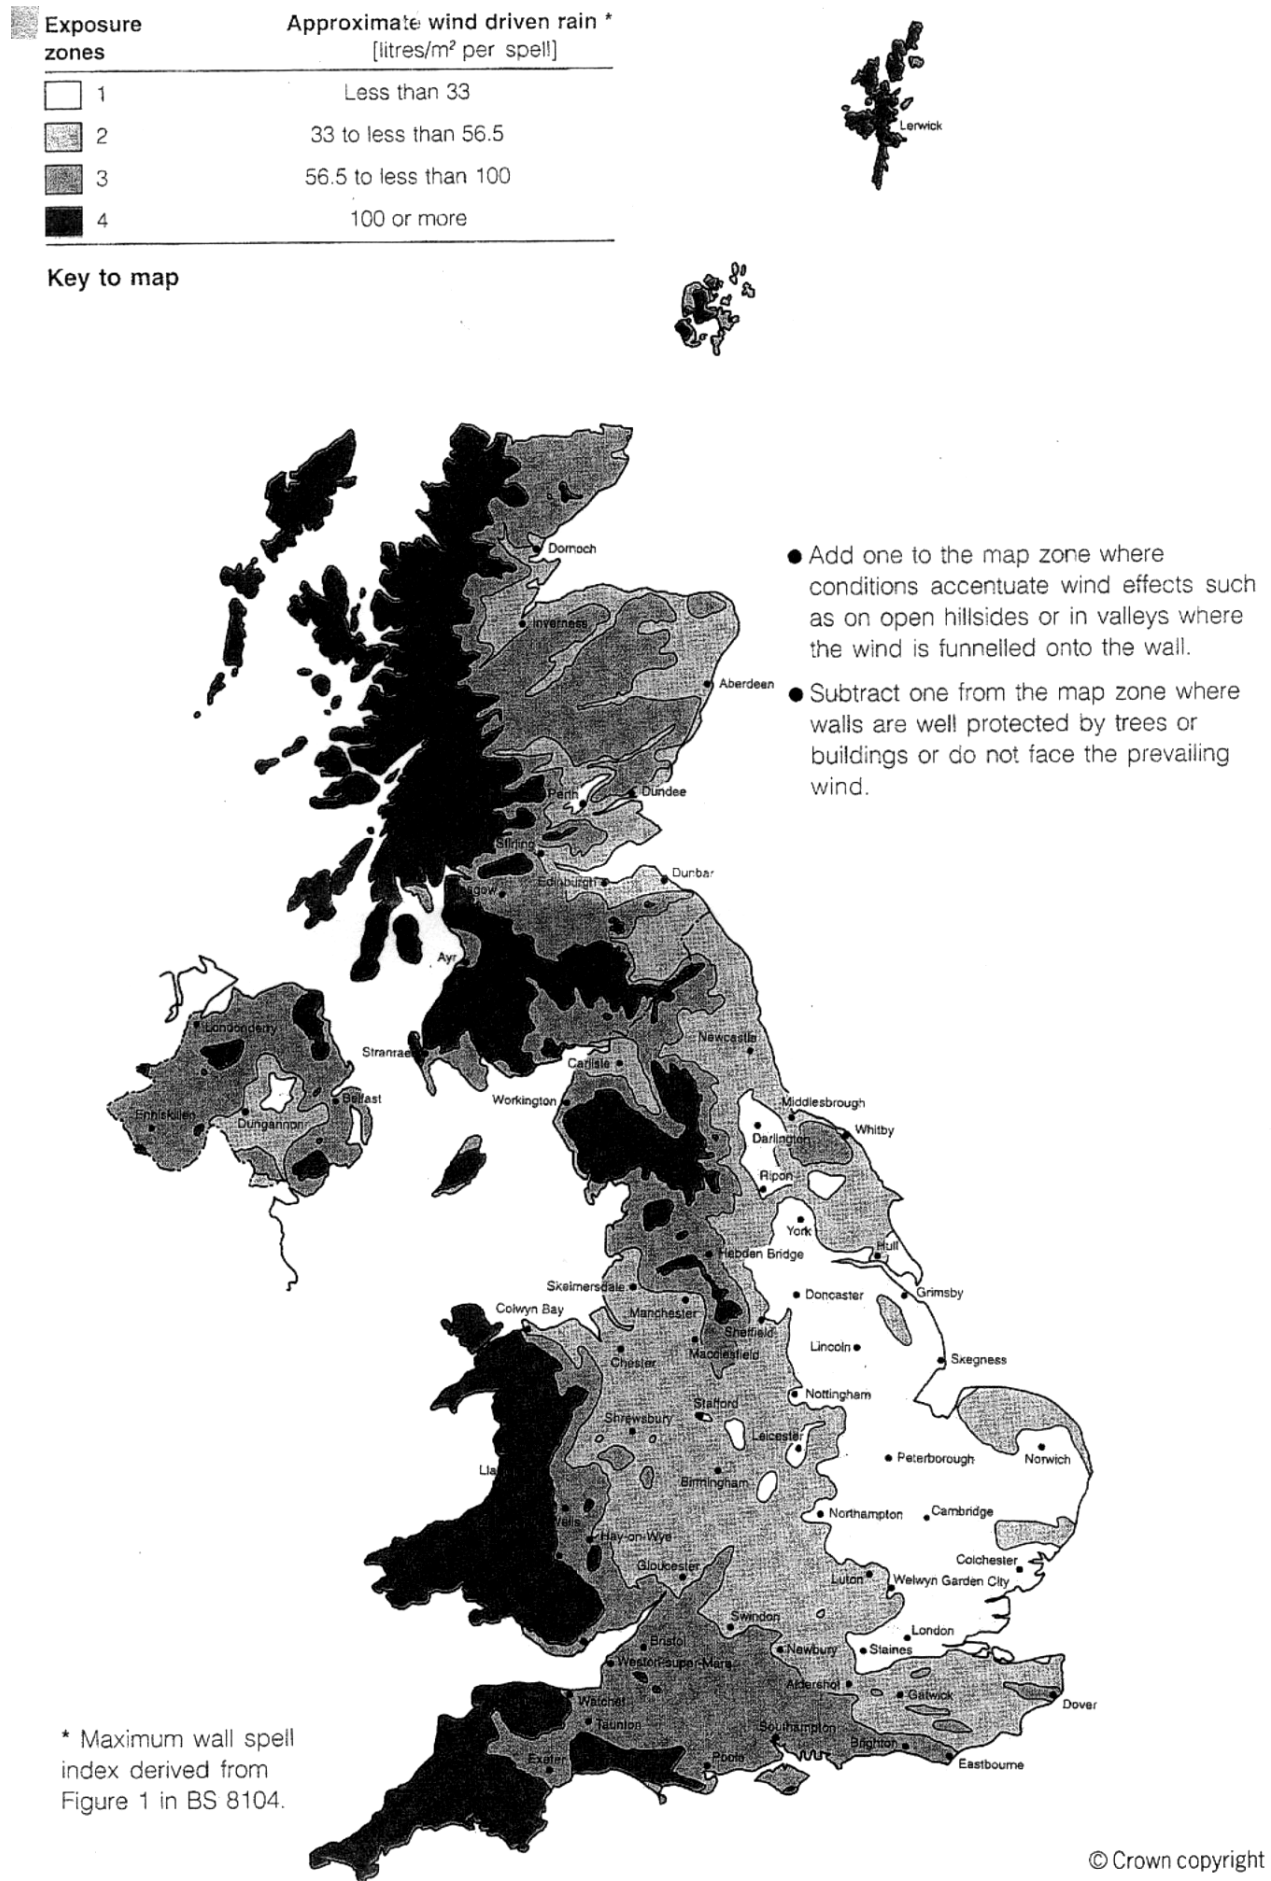 Exposure zones
Approximate wind driven rain *
[litres/m² per spell]
1 Less than 33
2 33 to less than 56.5
3 56.5 to less than 100
4 100 or more
Key to map
Lerwick
Dornoch
● Add one to the map zone where
conditions accentuate wind effects such
as on open hillsides or in valleys where
the wind is funnelled onto the wall.
● Subtract one from the map zone where
walls are well protected by trees or
buildings or do not face the prevailing
wind.
Inverness
Aberdeen
Perth
Dundee
Stirling
Edinburgh
Dunbar
Ayr
Londonderry
Stranraer
Newcastle
Carlisle
Workington
Belfast
Enniskillen
Dungannon
Middlesbrough
Whitby
Darlington
Ripon
York
Hull
Hebden Bridge
Skelmersdale
Doncaster
Grimsby
Manchester
Colwyn Bay
Sheffield
Lincoln
Macclesfield
Chester
Skegness
Nottingham
Stafford
Shrewsbury
Leicester
Norwich
Peterborough
Birmingham
Northampton
Cambridge
Hay-on-Wye
Colchester
Gloucester
Luton
Welwyn Garden City
Swindon
London
Bristol
Newbury
Staines
Weston-super-Mare
Aldershot
Gatwick
Watchet
Dover
Taunton
Southampton
Brighton
Exeter
Poole
Eastbourne
* Maximum wall spell
index derived from
Figure 1 in BS 8104.
© Crown copyright